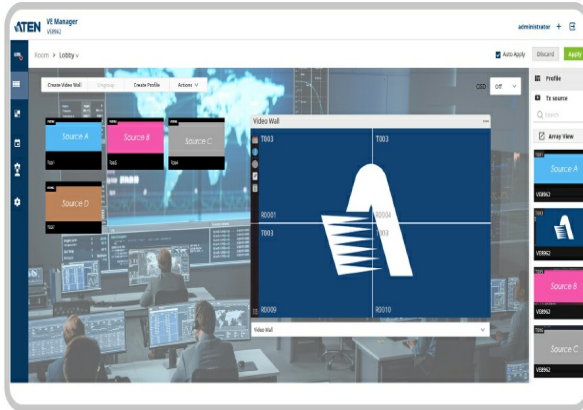 ATEN
VE Manager
VE8962
administrator
Room > Lobby
Auto Apply
Discard
Apply
Create Video Wall
Ungroup
Create Profile
Actions
OSD
Off
Profile
Tx source
Search
Array View
Source A
Source B
Source C
Source D
Video Wall
T003
R0001
R0004
T003
T003
R0009
R0010
Video Wall
Source A
VE8962
VE8962
Source B
VE8962
Source C
VE8962